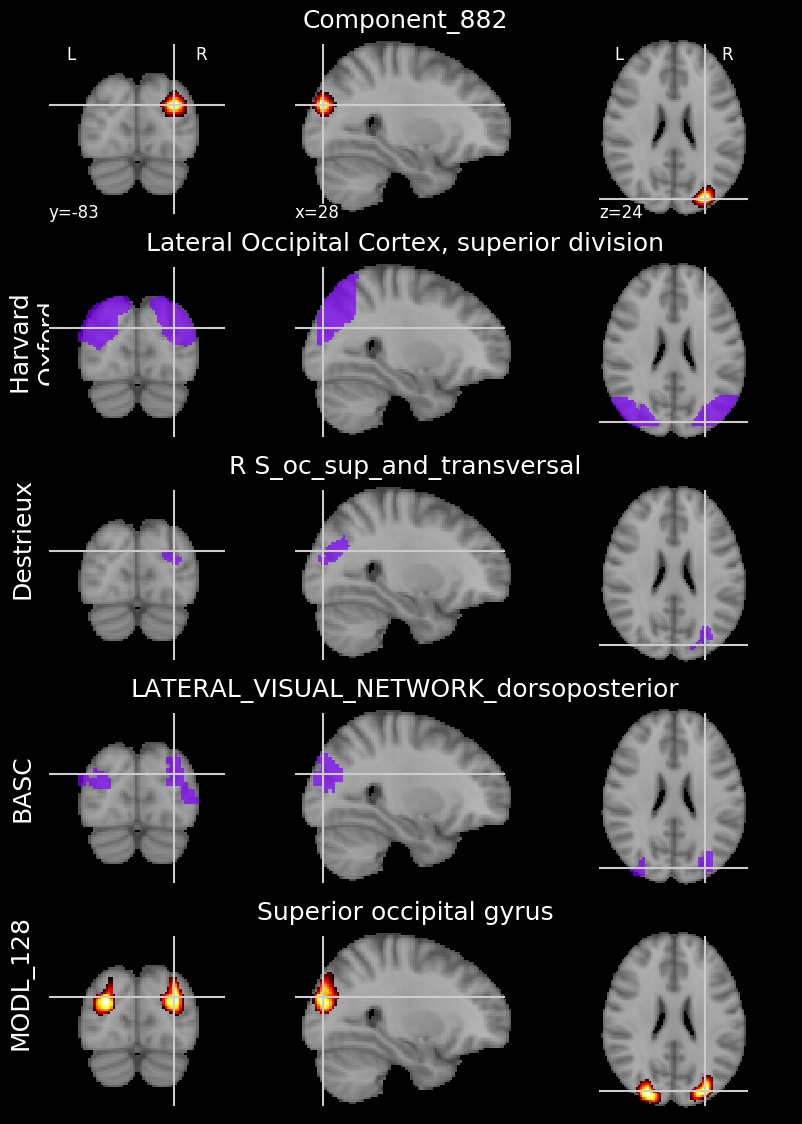 Component_882
L R L R
y=-83 x=28 z=24
Lateral Occipital Cortex, superior division
Harvard
R S_oc_sup_and_transversal
Destrieux
LATERAL_VISUAL_NETWORK_dorsoposterior
BASC
Superior occipital gyrus
MODL_128